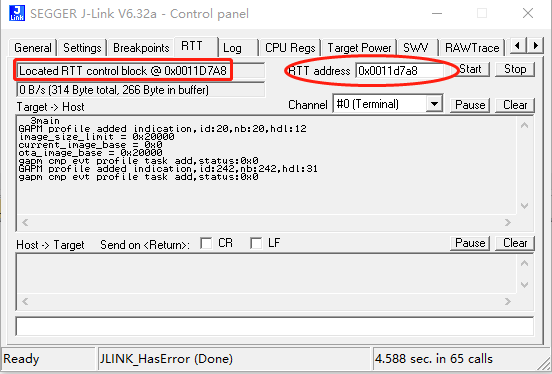 SEGGER J-Link V6.32a - Control panel
General Settings Breakpoints RTT Log CPU Regs Target Power SWV RAWTrace
Located RTT control block @ 0x0011D7A8 RTT address 0x0011d7a8 Start Stop
0 B/s (314 Byte total, 266 Byte in buffer)
Target -> Host Channel #0 (Terminal) Pause Clear
3main
GAPM profile added indication,id:20,nb:20,hdl:12
image_size_limit = 0x20000
current_image_base = 0x0
ota_image_base = 0x20000
gapm cmp evt profile task add,status:0x0
GAPM profile added indication,id:242,nb:242,hdl:31
gapm cmp evt profile task add,status:0x0
Host -> Target Send on <Return>: CR LF Pause Clear
Ready JLINK_HasError (Done) 4.588 sec. in 65 calls